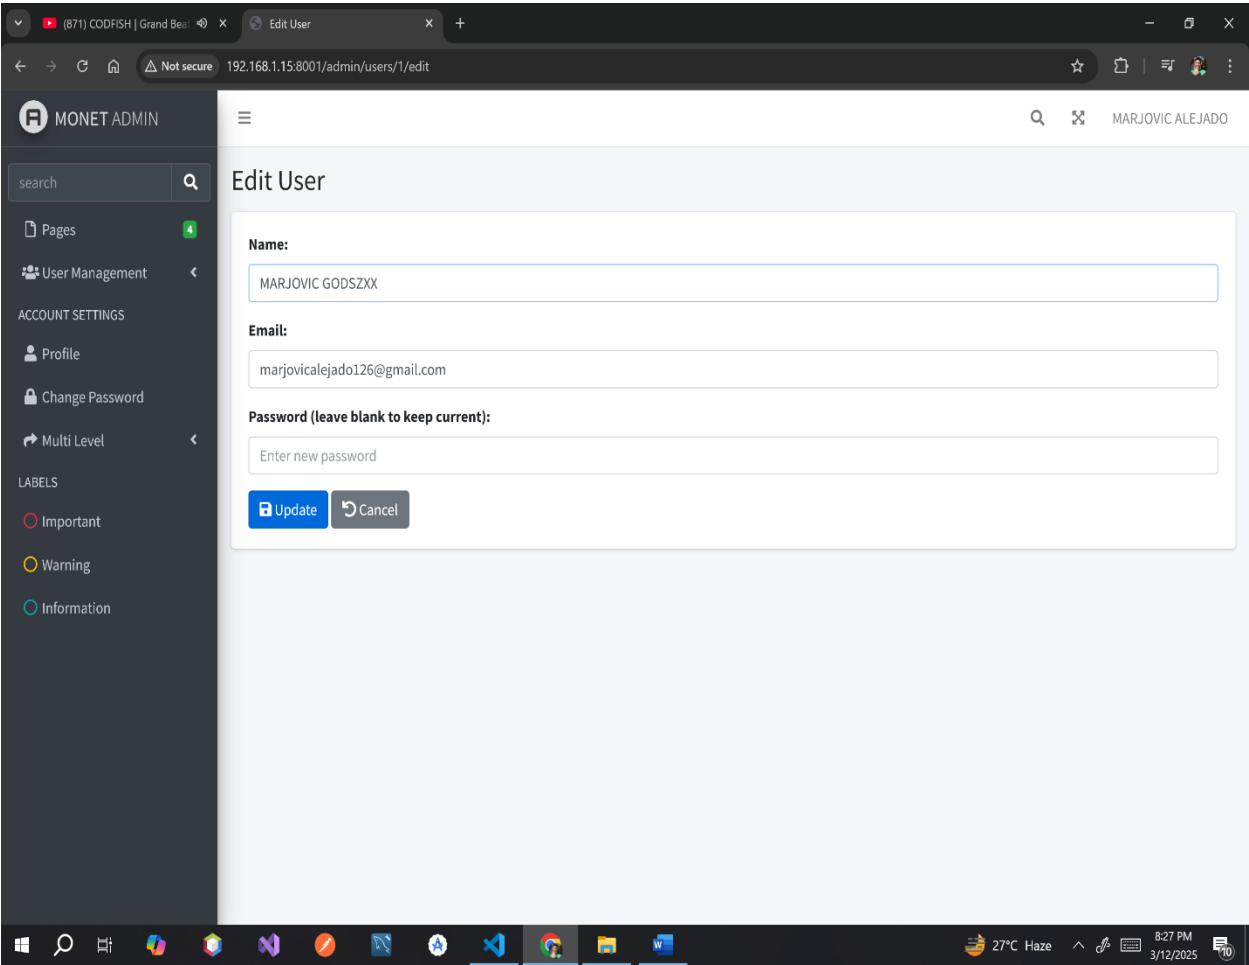 (871) CODFISH | Grand Bea
Edit User
Not secure
192.168.1.15:8001/admin/users/1/edit
MONET ADMIN
MARJOVIC ALEJADO
search
Edit User
Pages
4
User Management
ACCOUNT SETTINGS
Profile
Change Password
Multi Level
LABELS
Important
Warning
Information
Name:
MARJOVIC GODSZXX
Email:
marjovicalejado126@gmail.com
Password (leave blank to keep current):
Enter new password
Update
Cancel
27°C Haze
8:27 PM
3/12/2025
10